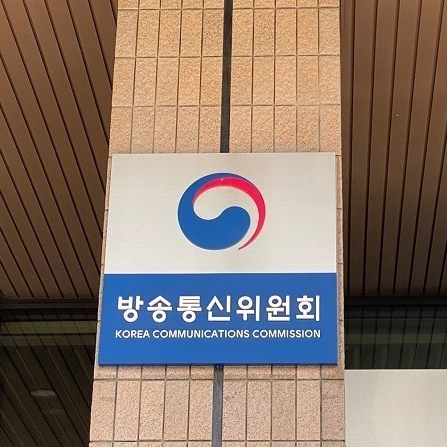 방송통신위원회
KOREA COMMUNICATIONS COMMISSION